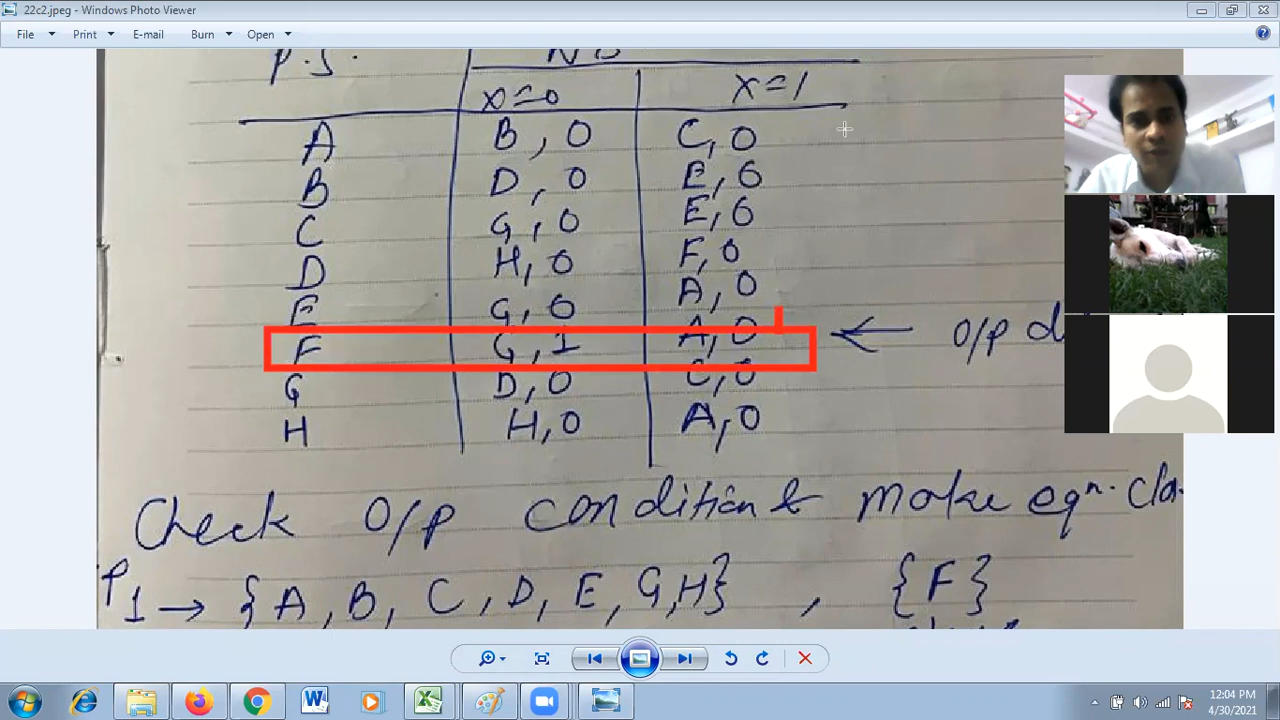 22c2.jpeg - Windows Photo Viewer
File Print E-mail Burn Open
P.S.
x=0 x=1
A B, 0 C, 0
B D, 0 E, 0
C G, 0 E, 0
D H, 0 F, 0
E G, 0 A, 0
F G, 1 A, 0 ← o/p d
G D, 0 C, 0
H H, 0 A, 0
Check O/p condition & make eqn. cla
P1 → {A, B, C, D, E, G, H} , {F}
12:04 PM
4/30/2021